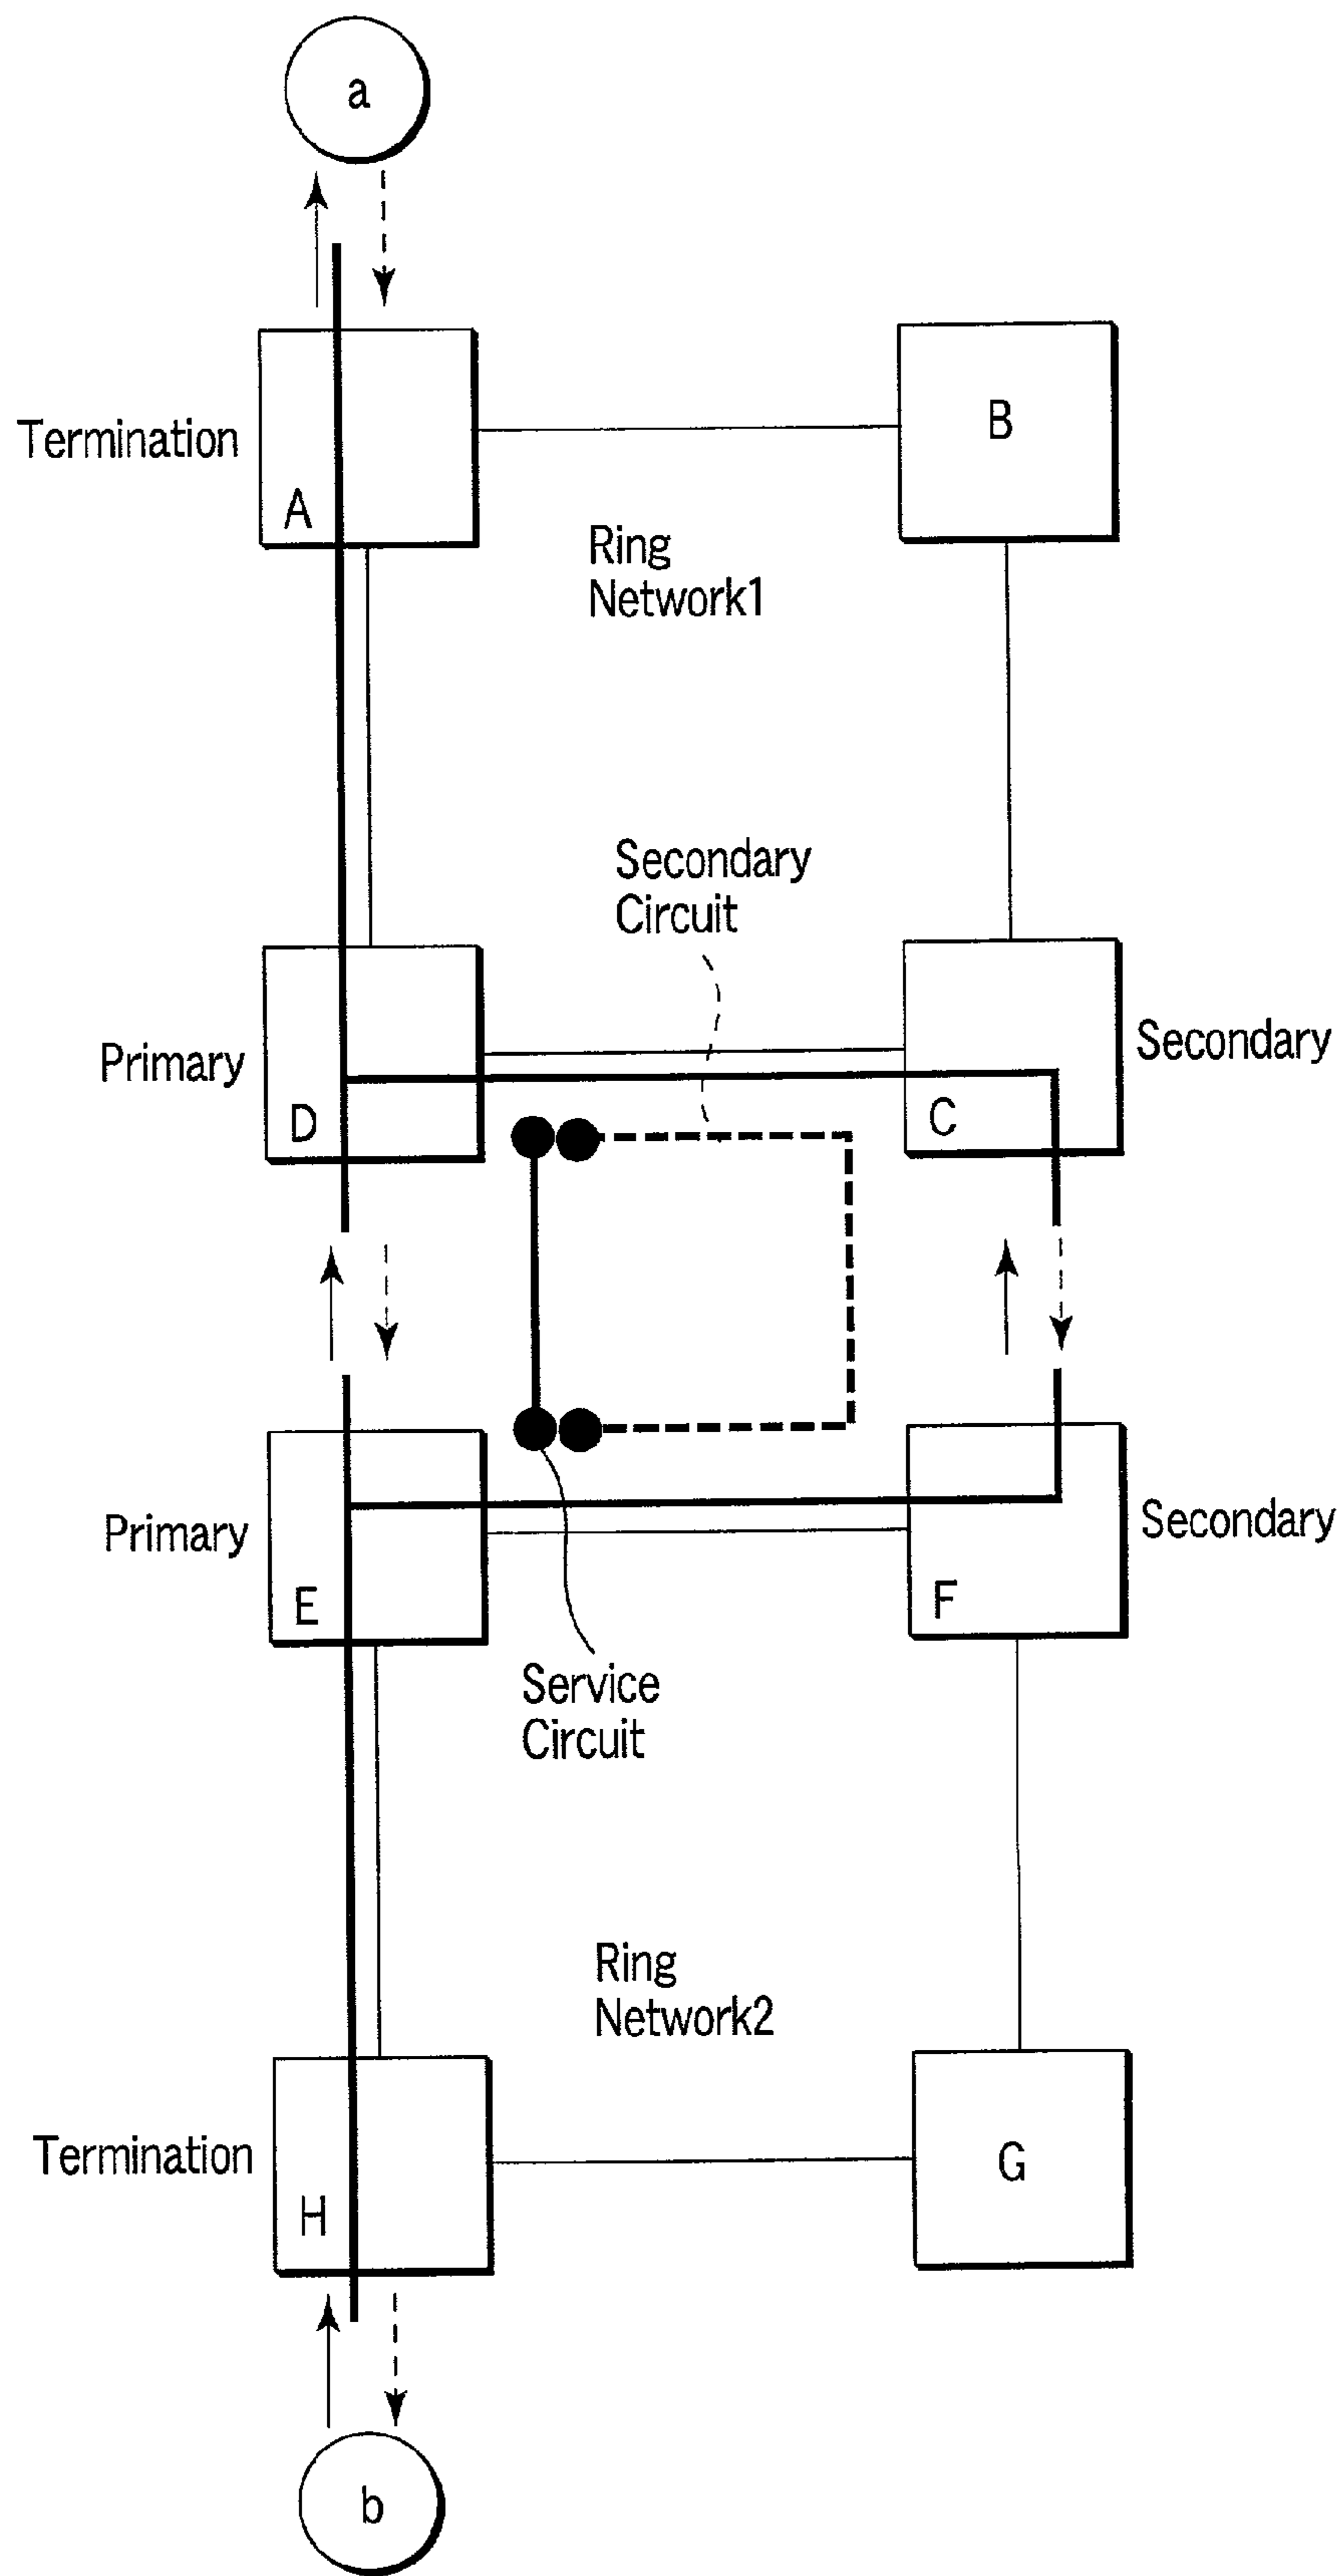 a
Termination
A
B
Ring
Network1
Secondary
Circuit
Primary
D
C
Secondary
Primary
E
F
Secondary
Service
Circuit
Ring
Network2
Termination
H
G
b